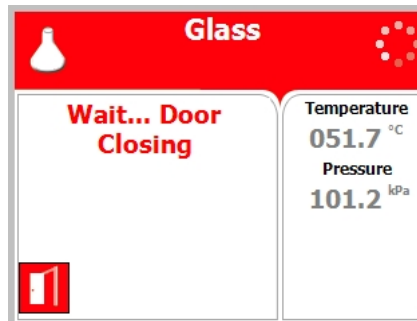 Glass
Wait... Door
Closing
Temperature
051.7 °C
Pressure
101.2 kPa